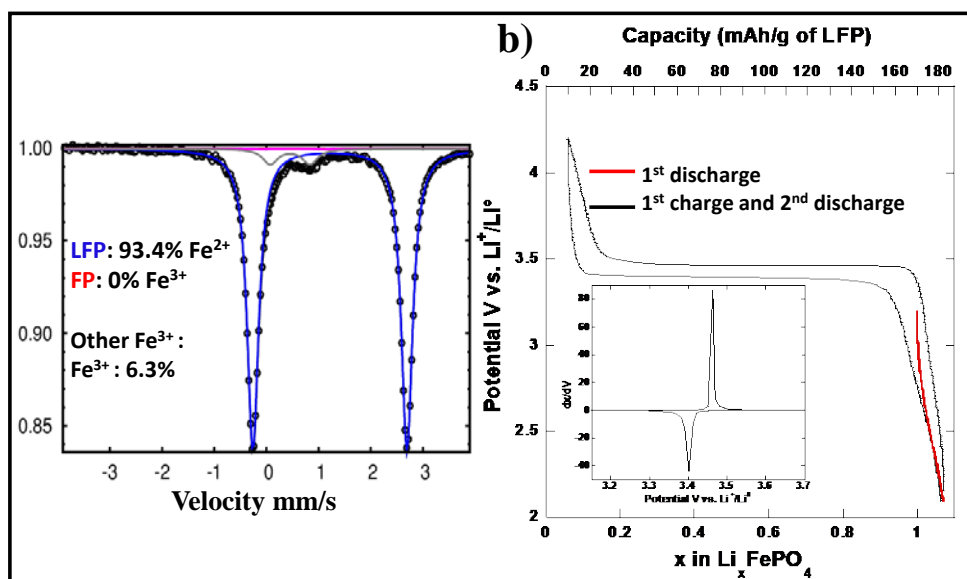 b)
Capacity (mAh/g of LFP)
0 20 40 60 80 100 120 140 160 180
4.5
4
3.5
3
2.5
2
Potential V vs. Li⁺/Li°
1ˢᵗ discharge
1ˢᵗ charge and 2ⁿᵈ discharge
80
60
40
20
0
-20
-40
dx/dV
3.2 3.3 3.4 3.5 3.6 3.7
Potential V vs. Li⁺/Li⁰
0 0.2 0.4 0.6 0.8 1
x in LiₓFePO₄
1.00
0.95
0.90
0.85
LFP: 93.4% Fe²⁺
FP: 0% Fe³⁺
Other Fe³⁺ :
Fe³⁺ : 6.3%
-3 -1 0 1 2 3
Velocity mm/s